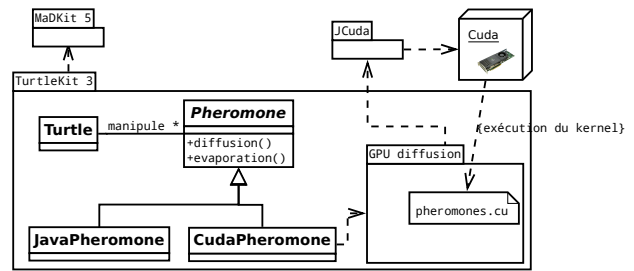 MaDKit 5
JCuda
Cuda
TurtleKit 3
Pheromone
Turtle
manipule *
+diffusion()
+evaporation()
{exécution du kernel}
GPU diffusion
pheromones.cu
JavaPheromone
CudaPheromone